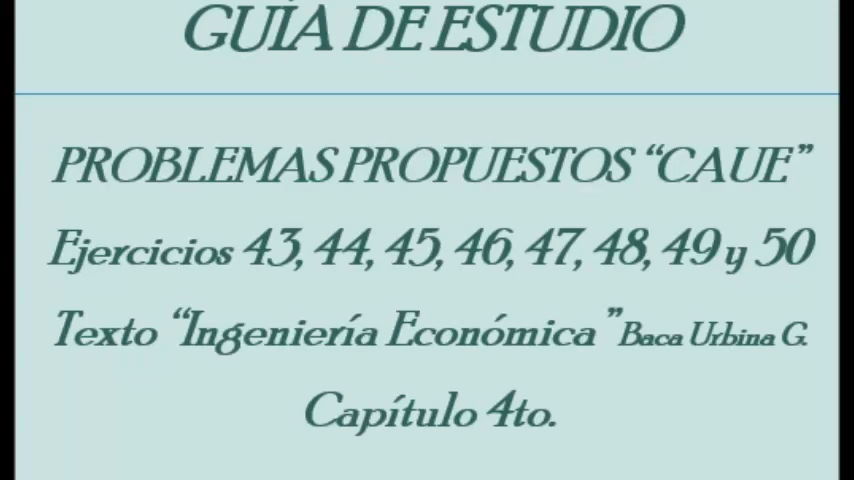 GUÍA DE ESTUDIO
PROBLEMAS PROPUESTOS “CAUE”
Ejercicios 43, 44, 45, 46, 47, 48, 49 y 50
Texto “Ingeniería Económica” Baca Urbina G.
Capítulo 4to.